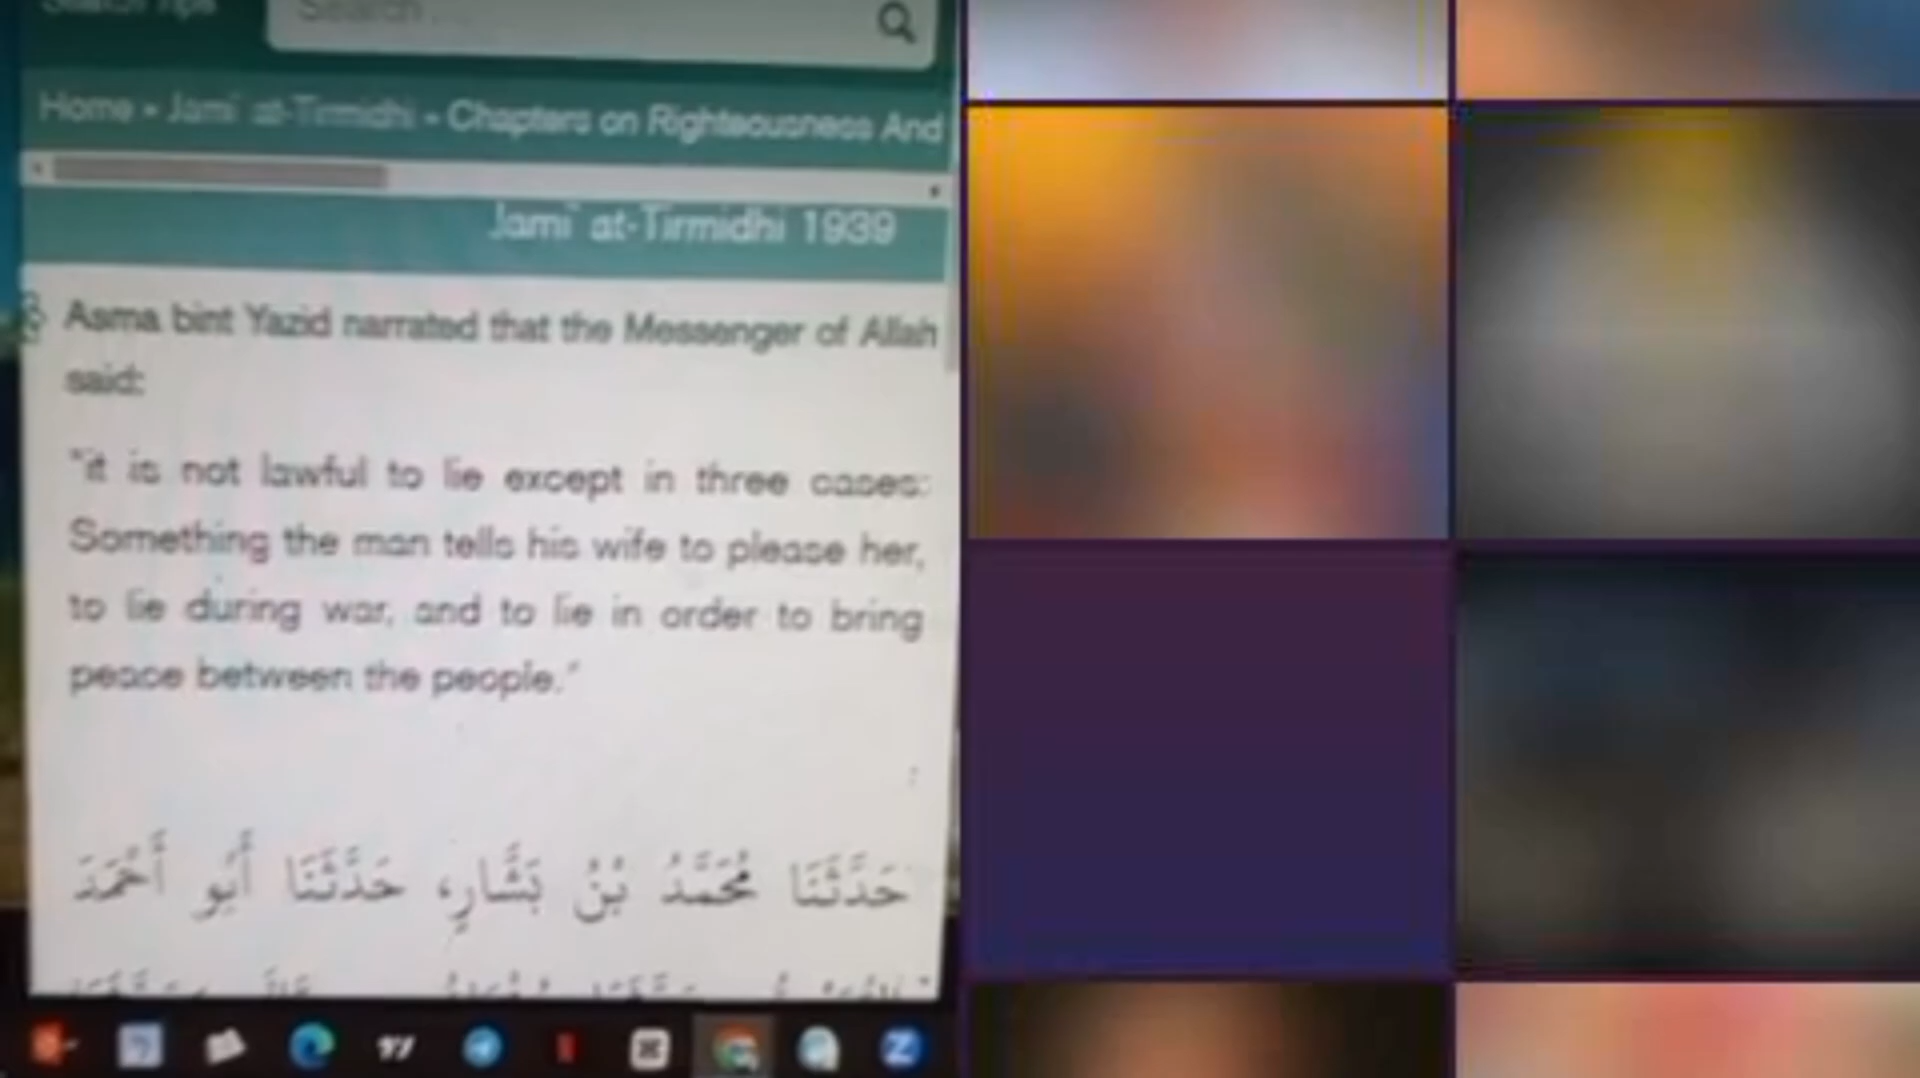 Search Tips
Search ...
Home » Jami` at-Tirmidhi » Chapters on Righteousness And
Jami` at-Tirmidhi 1939
Asma bint Yazid narrated that the Messenger of Allah
said:
"it is not lawful to lie except in three cases:
Something the man tells his wife to please her,
to lie during war, and to lie in order to bring
peace between the people."
حَدَّثَنَا مُحَمَّدُ بْنُ بَشَّارٍ، حَدَّثَنَا أَبُو أَحْمَدَ